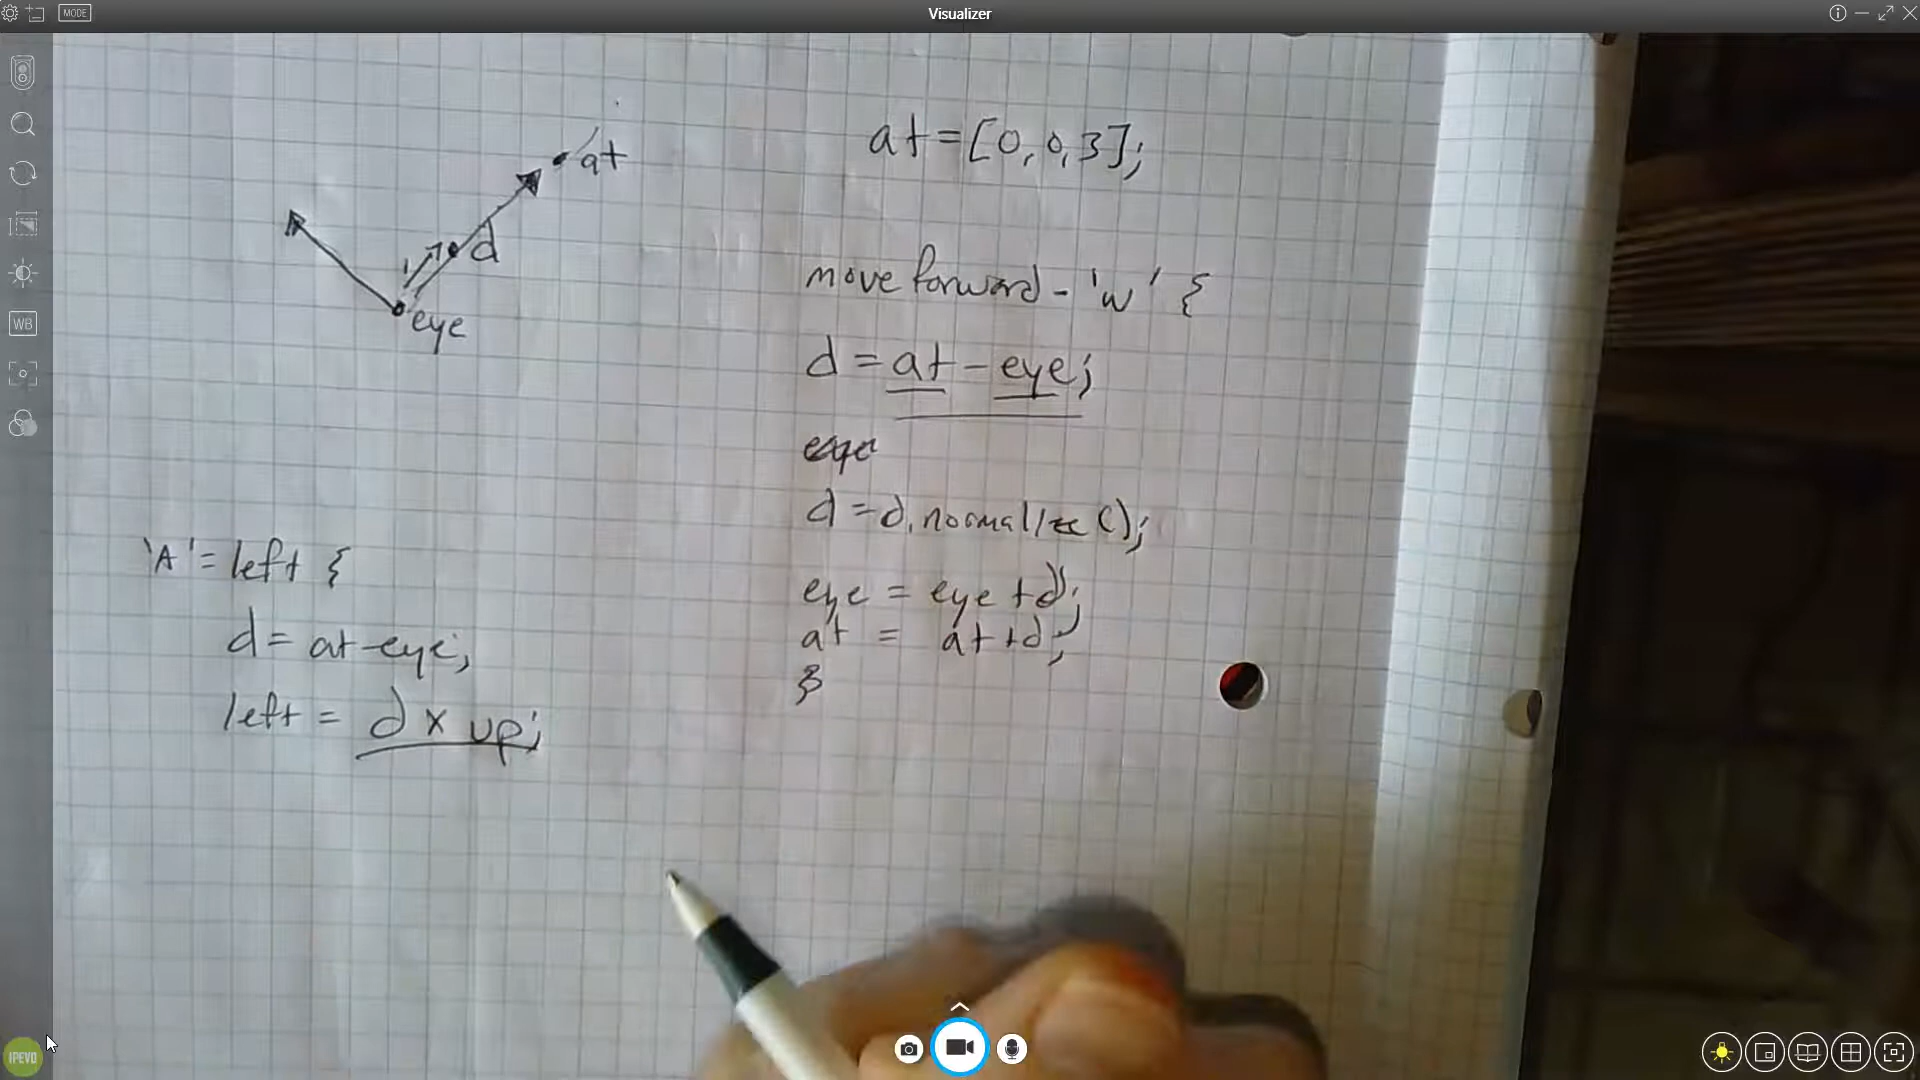 MODE
Visualizer
WB
at
d
eye
at=[0,0,3];
move forward - 'w' {
d = at - eye;
d = d.normalize();
eye = eye + d;
at = at + d;
}
'A' = left {
d = at - eye;
left = d x up;
IPEVO